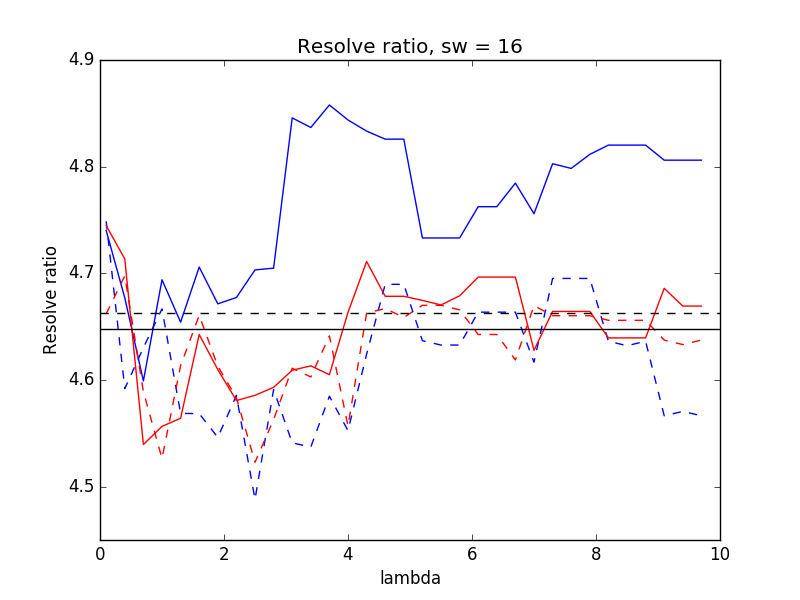 Resolve ratio, sw = 16
4.9
4.8
4.7
4.6
4.5
Resolve ratio
0 2 4 6 8 10
lambda